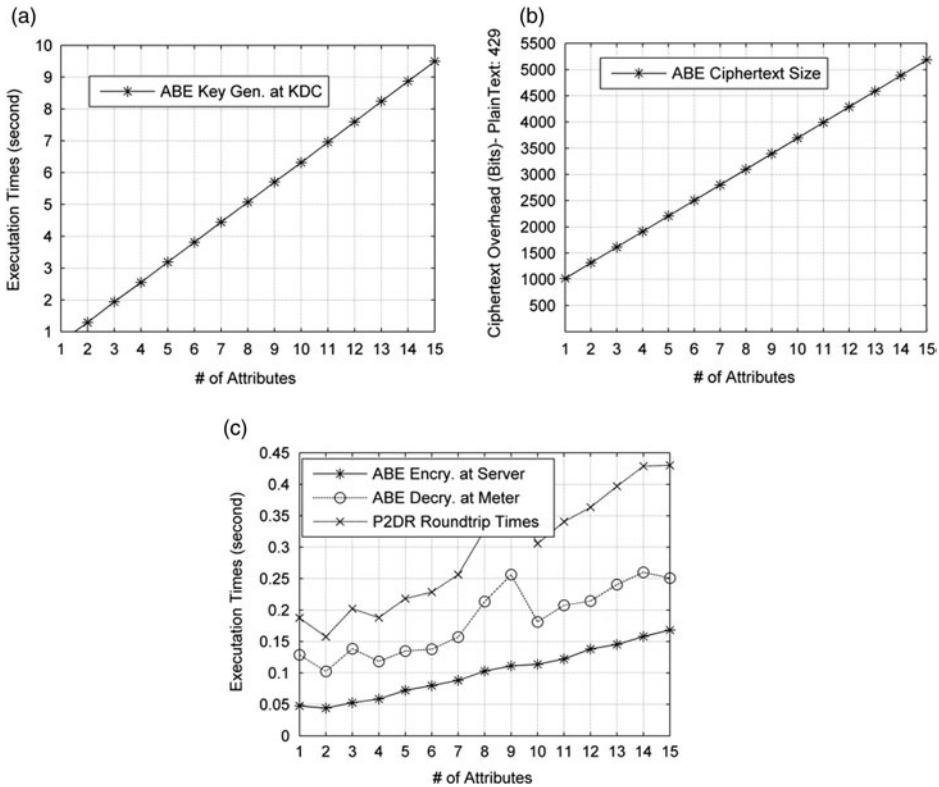 (a)
10
9
8
7
6
5
4
3
2
1
Executation Times (second)
ABE Key Gen. at KDC
1 2 3 4 5 6 7 8 9 10 11 12 13 14 15
# of Attributes
(b)
5500
5000
4500
4000
3500
3000
2500
2000
1500
1000
500
Ciphertext Overhead (Bits)- PlainText: 429
ABE Ciphertext Size
1 2 3 4 5 6 7 8 9 10 11 12 13 14 15
# of Attributes
(c)
0.45
0.4
0.35
0.3
0.25
0.2
0.15
0.1
0.05
0
Executation Times (second)
ABE Encry. at Server
ABE Decry. at Meter
P2DR Roundtrip Times
1 2 3 4 5 6 7 8 9 10 11 12 13 14 15
# of Attributes